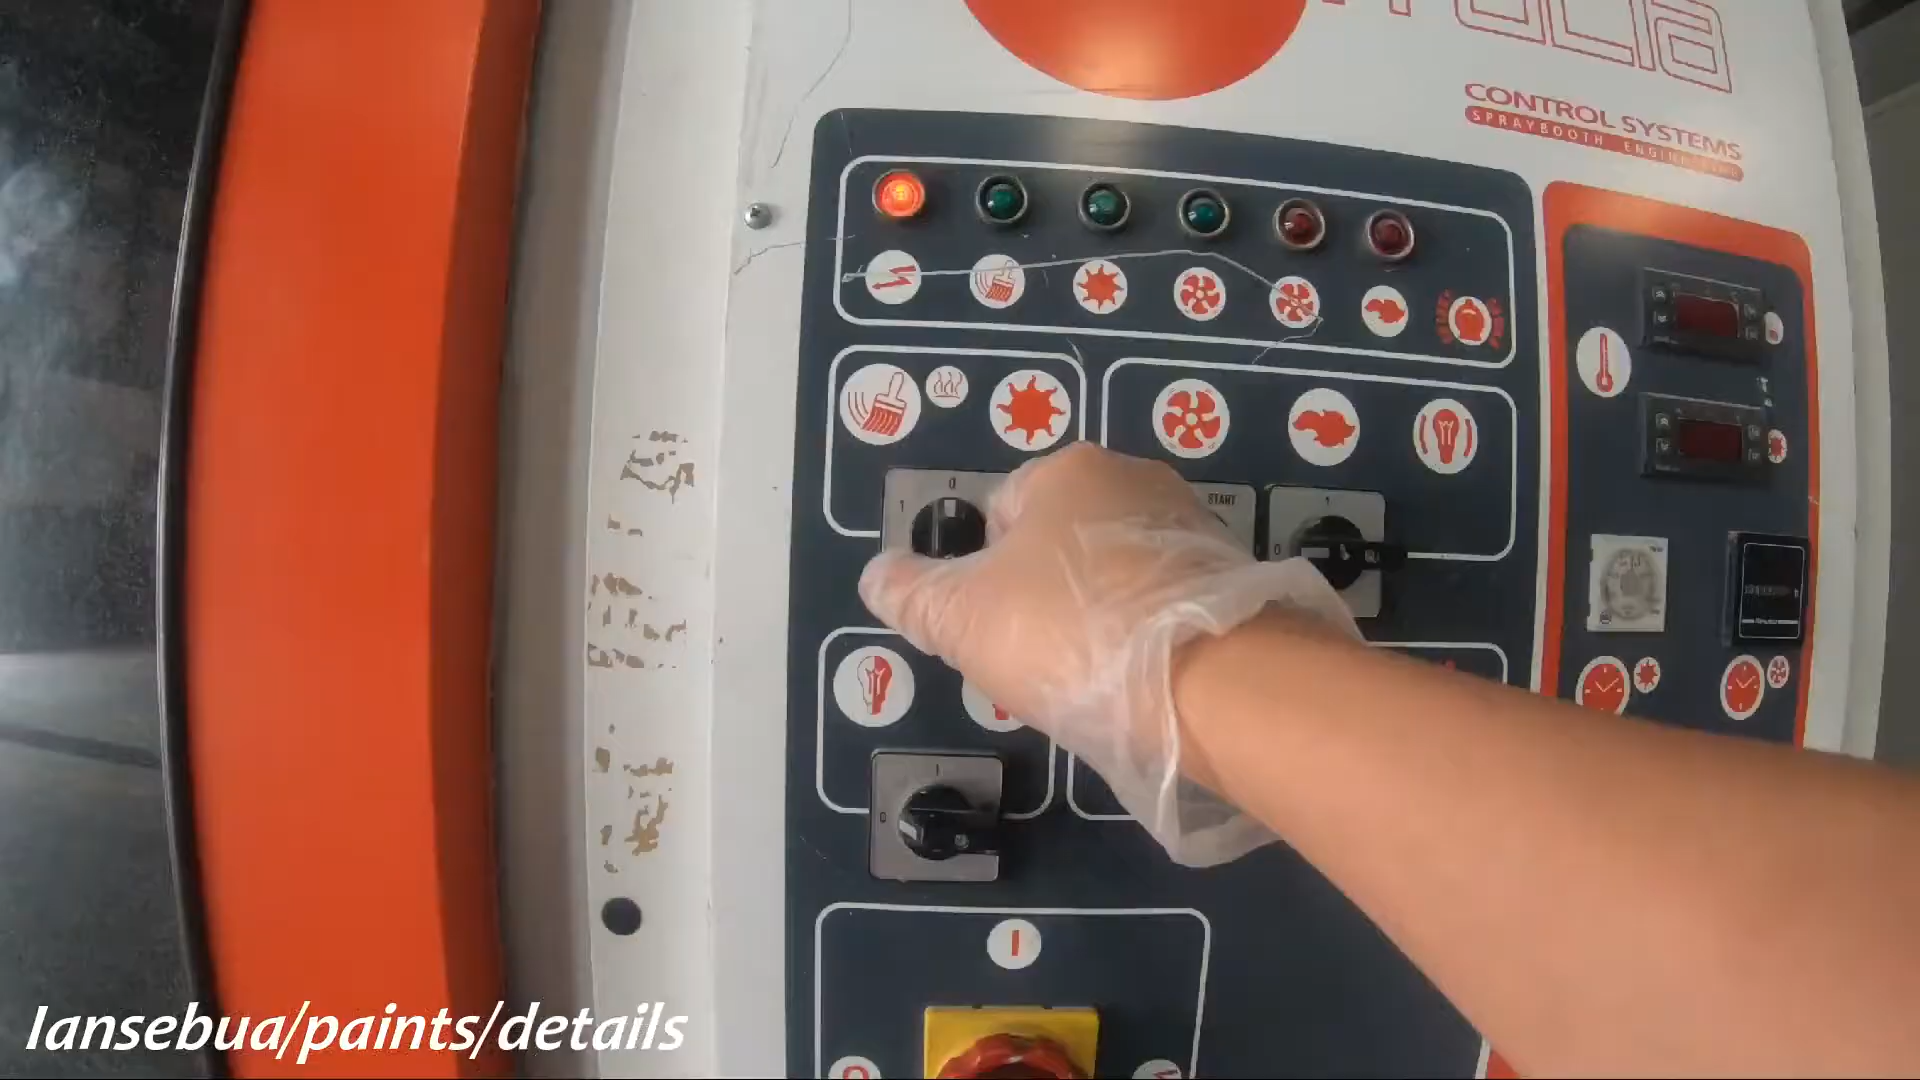 CONTROL SYSTEMS
SPRAYBOOTH ENGINEERING
0
1
START
1
0
1
0
Iansebua/paints/details